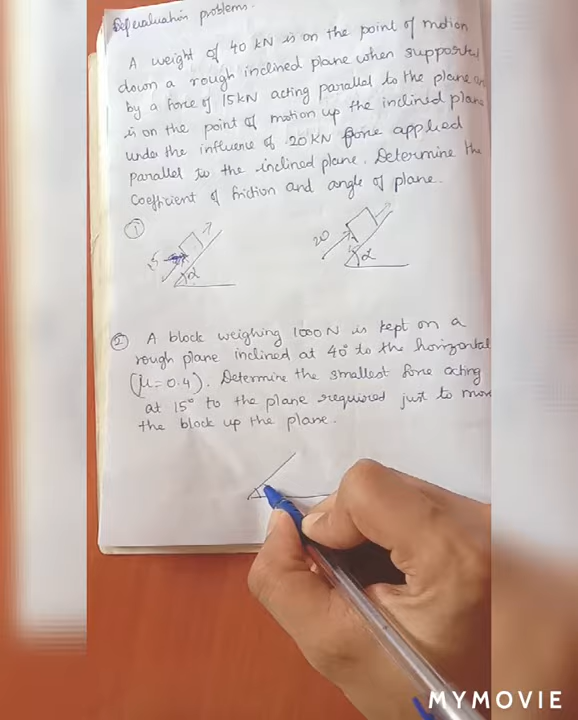 Self evaluation problems.
A weight of 40 KN is on the point of motion
down a rough inclined plane when supported
by a force of 15KN acting parallel to the plane an
is on the point of motion up the inclined plane
under the influence of 20 KN force applied
parallel to the inclined plane. Determine the
coefficient of friction and angle of plane.
①
15
α
20
α
② A block weighing 1000N is kept on a
rough plane inclined at 40° to the horizontal
(μ=0.4). Determine the smallest force acting
at 15° to the plane required just to move
the block up the plane.
MYMOVIE